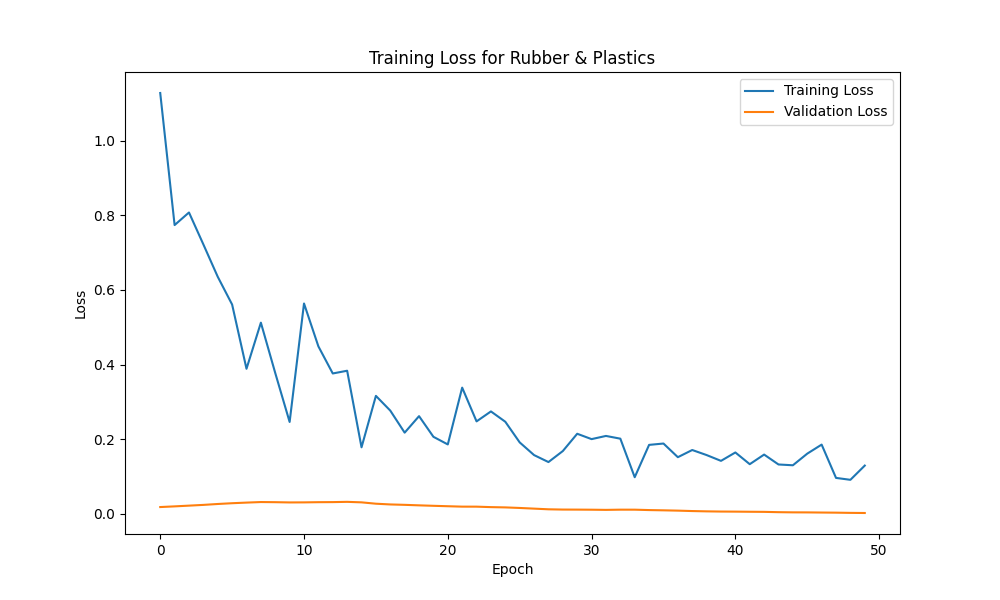 Training Loss for Rubber & Plastics
Training Loss
Validation Loss
1.0
0.8
0.6
0.4
0.2
0.0
Loss
0 10 20 30 40 50
Epoch